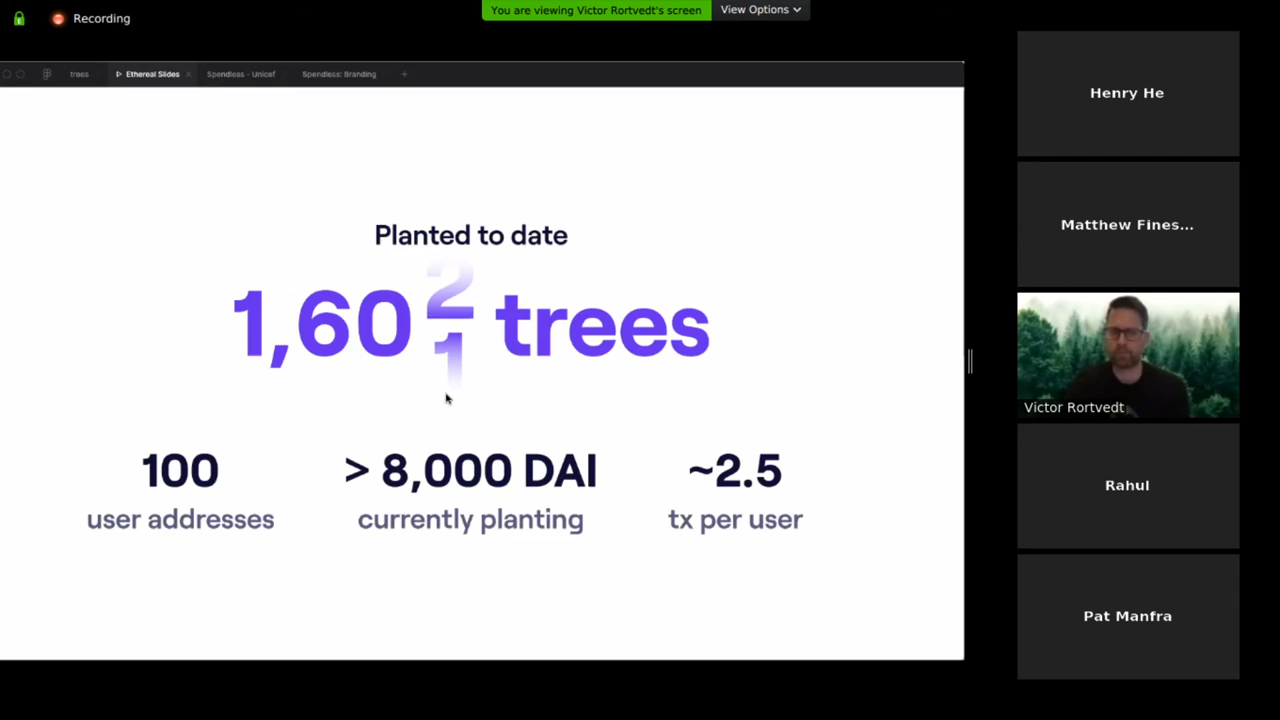 Recording
You are viewing Victor Rortvedt's screen
View Options
trees
Ethereal Slides
Spendless - Unicef
Spendless: Branding
Planted to date
1,60 2 1 trees
100
user addresses
> 8,000 DAI
currently planting
~2.5
tx per user
Henry He
Matthew Fines...
Victor Rortvedt
Rahul
Pat Manfra